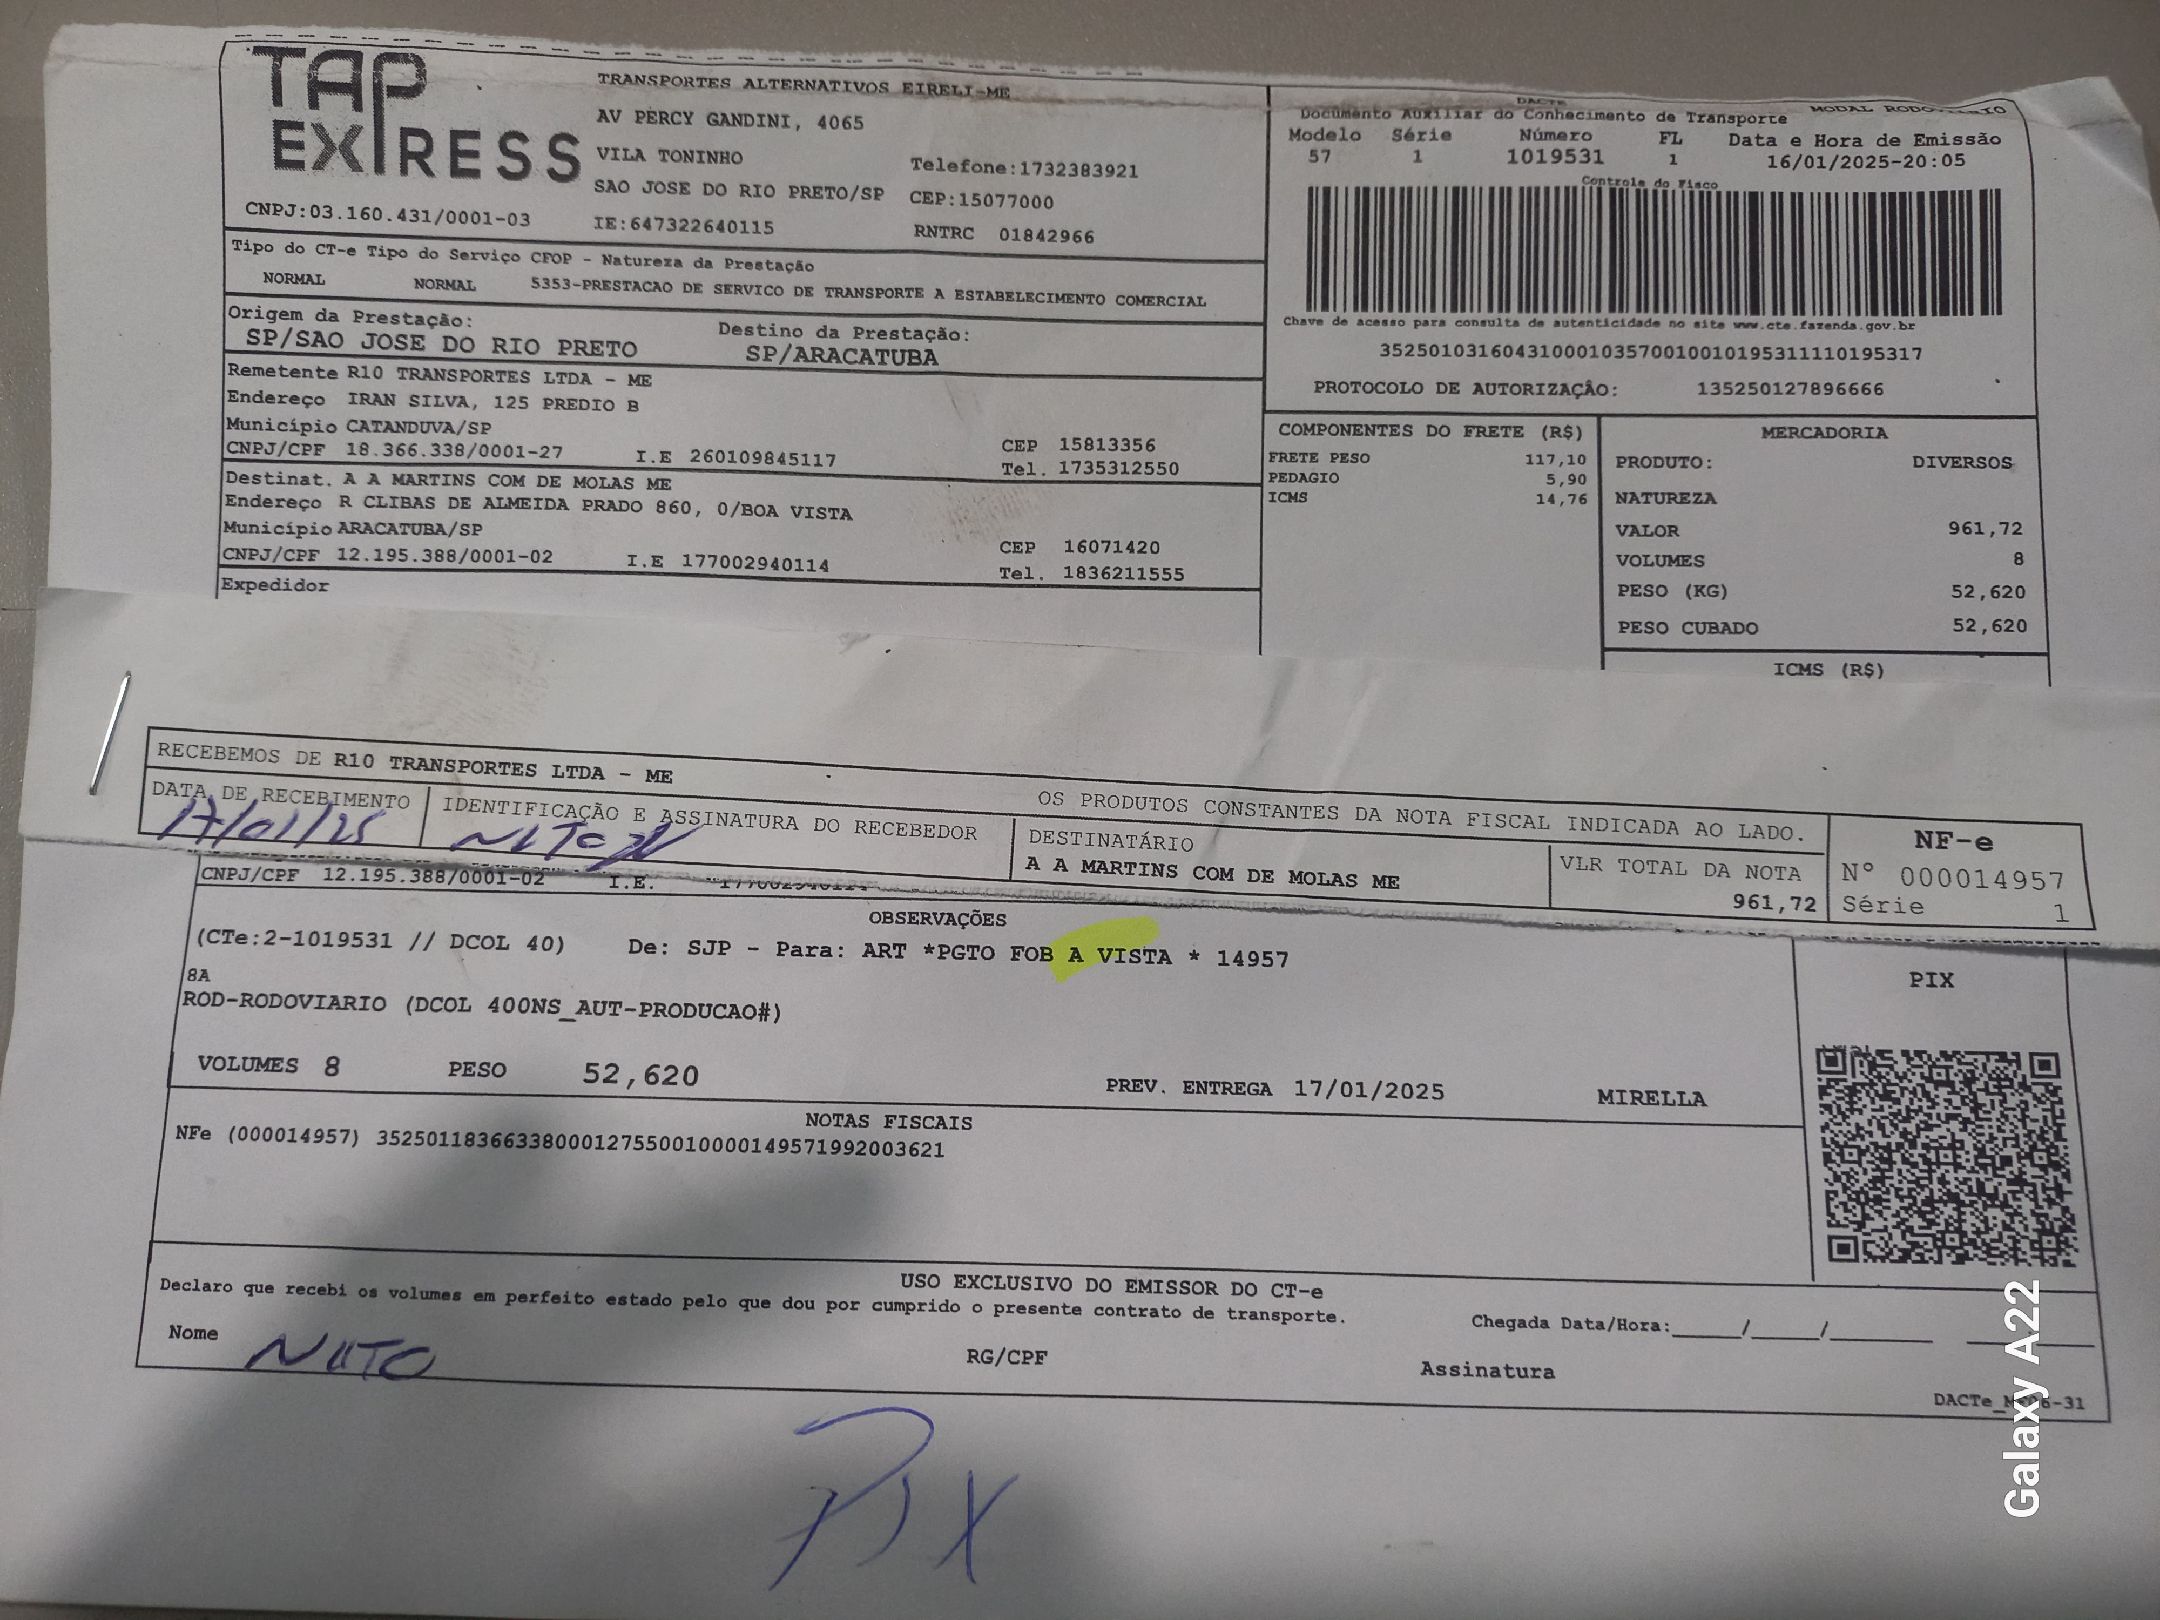 TAP EXPRESS
TRANSPORTES ALTERNATIVOS EIRELI-ME
AV PERCY GANDINI, 4065
VILA TONINHO Telefone:1732383921
SAO JOSE DO RIO PRETO/SP CEP:15077000
CNPJ:03.160.431/0001-03 IE:647322640115 RNTRC 01842966
DACTE MODAL
Documento Auxiliar do Conhecimento de Transporte
Modelo Série Número FL Data e Hora de Emissão
57 1 1019531 1 16/01/2025-20:05
Controle do Fisco
Chave de acesso para consulta de autenticidade no site www.cte.fazenda.gov.br
35250103160431000103570010010195311110195317
PROTOCOLO DE AUTORIZAÇÂO: 135250127896666
Tipo do CT-e Tipo do Serviço CFOP - Natureza da Prestação
NORMAL NORMAL 5353-PRESTACAO DE SERVICO DE TRANSPORTE A ESTABELECIMENTO COMERCIAL
Origem da Prestação: Destino da Prestação:
SP/SAO JOSE DO RIO PRETO SP/ARACATUBA
Remetente R10 TRANSPORTES LTDA - ME
Endereço IRAN SILVA, 125 PREDIO B
Município CATANDUVA/SP CEP 15813356
CNPJ/CPF 18.366.338/0001-27 I.E 260109845117 Tel. 1735312550
Destinat. A A MARTINS COM DE MOLAS ME
Endereço R CLIBAS DE ALMEIDA PRADO 860, 0/BOA VISTA
Município ARACATUBA/SP CEP 16071420
CNPJ/CPF 12.195.388/0001-02 I.E 177002940114 Tel. 1836211555
Expedidor
COMPONENTES DO FRETE (R$)
FRETE PESO 117,10
PEDAGIO 5,90
ICMS 14,76
MERCADORIA
PRODUTO: DIVERSOS
NATUREZA
VALOR 961,72
VOLUMES 8
PESO (KG) 52,620
PESO CUBADO 52,620
ICMS (R$)
RECEBEMOS DE R10 TRANSPORTES LTDA - ME OS PRODUTOS CONSTANTES DA NOTA FISCAL INDICADA AO LADO.
DATA DE RECEBIMENTO IDENTIFICAÇÃO E ASSINATURA DO RECEBEDOR
17/01/25
DESTINATÁRIO
A A MARTINS COM DE MOLAS ME
VLR TOTAL DA NOTA
961,72
NF-e
Nº 000014957
Série 1
CNPJ/CPF 12.195.388/0001-02 I.E.
OBSERVAÇÕES
(CTe:2-1019531 // DCOL 40) De: SJP - Para: ART *PGTO FOB A VISTA * 14957
8A
ROD-RODOVIARIO (DCOL 400NS_AUT-PRODUCAO#)
VOLUMES 8 PESO 52,620 PREV. ENTREGA 17/01/2025 MIRELLA
PIX
NOTAS FISCAIS
NFe (000014957) 35250118366338000127550010000149571992003621
USO EXCLUSIVO DO EMISSOR DO CT-e
Declaro que recebi os volumes em perfeito estado pelo que dou por cumprido o presente contrato de transporte.
Nome RG/CPF Assinatura
Chegada Data/Hora:_____/_____/________
PIX
Galaxy A22